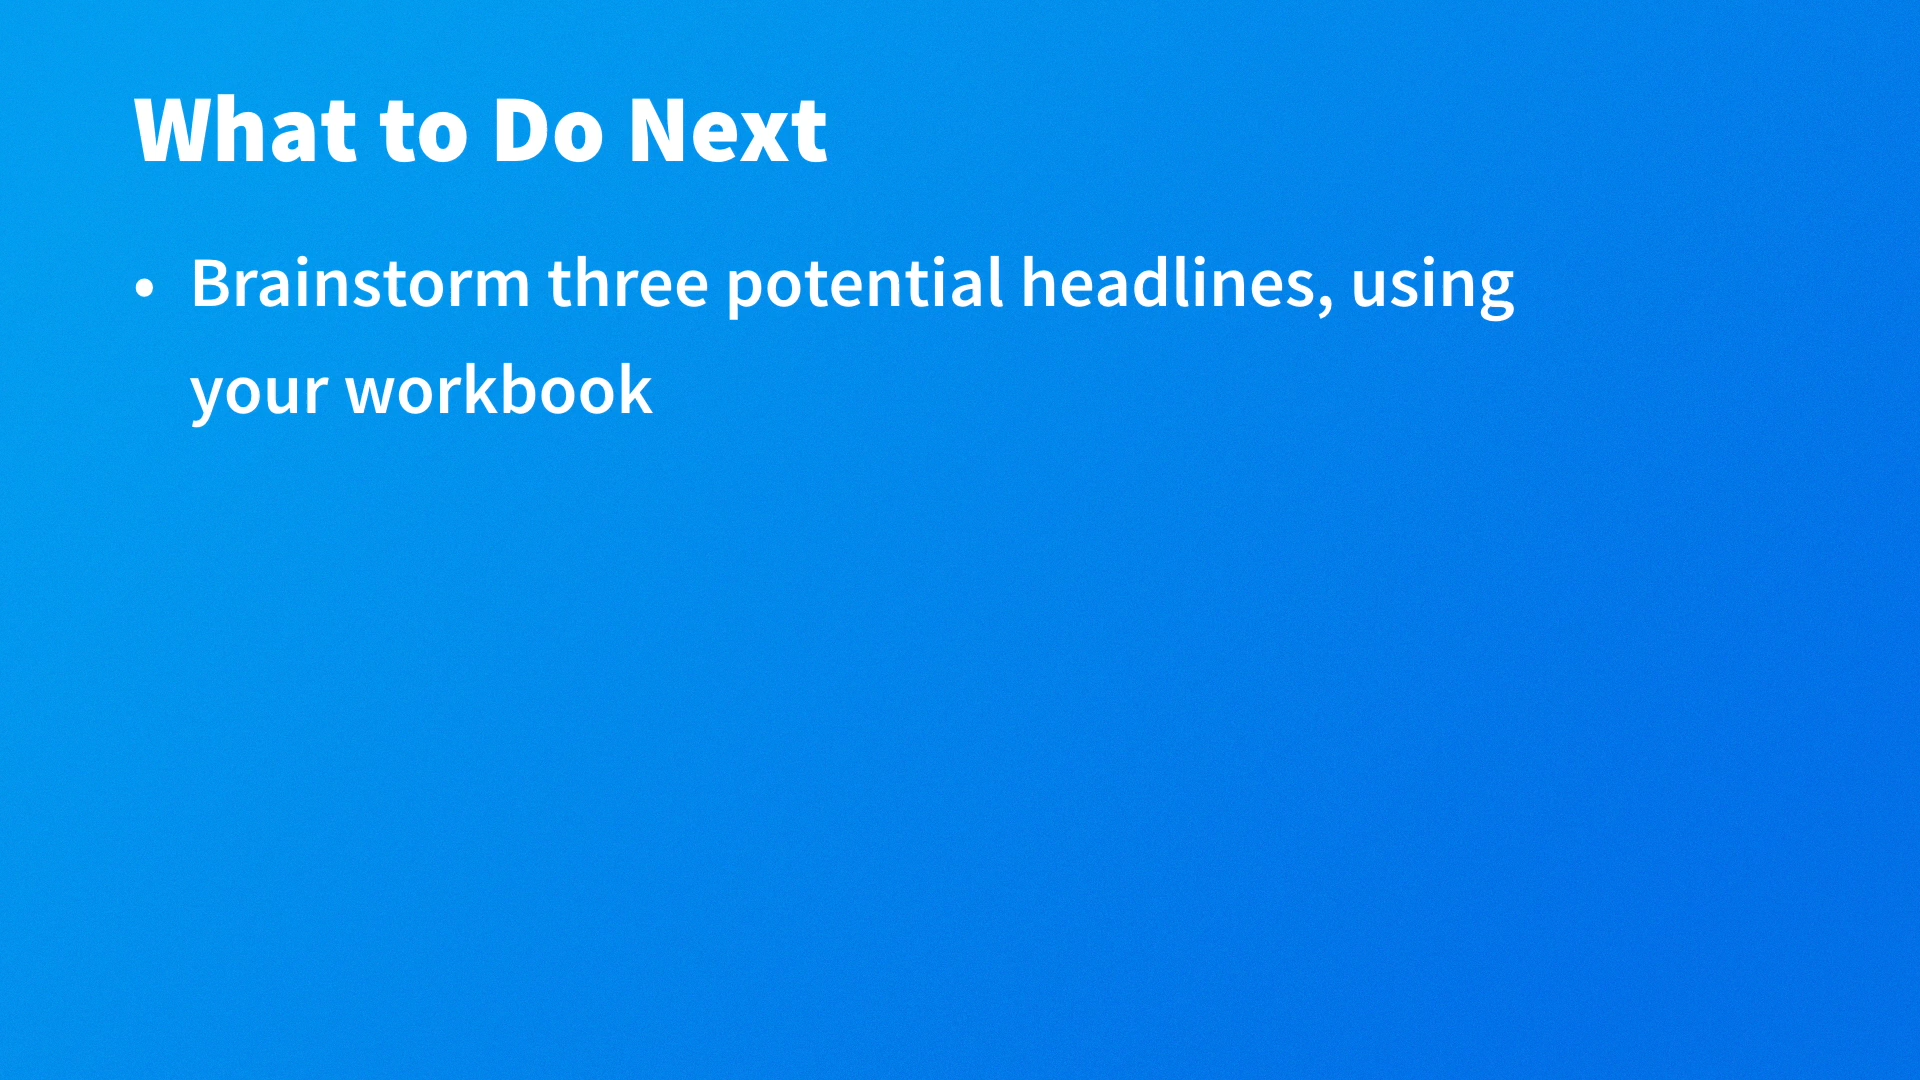 What to Do Next
• Brainstorm three potential headlines, using
your workbook